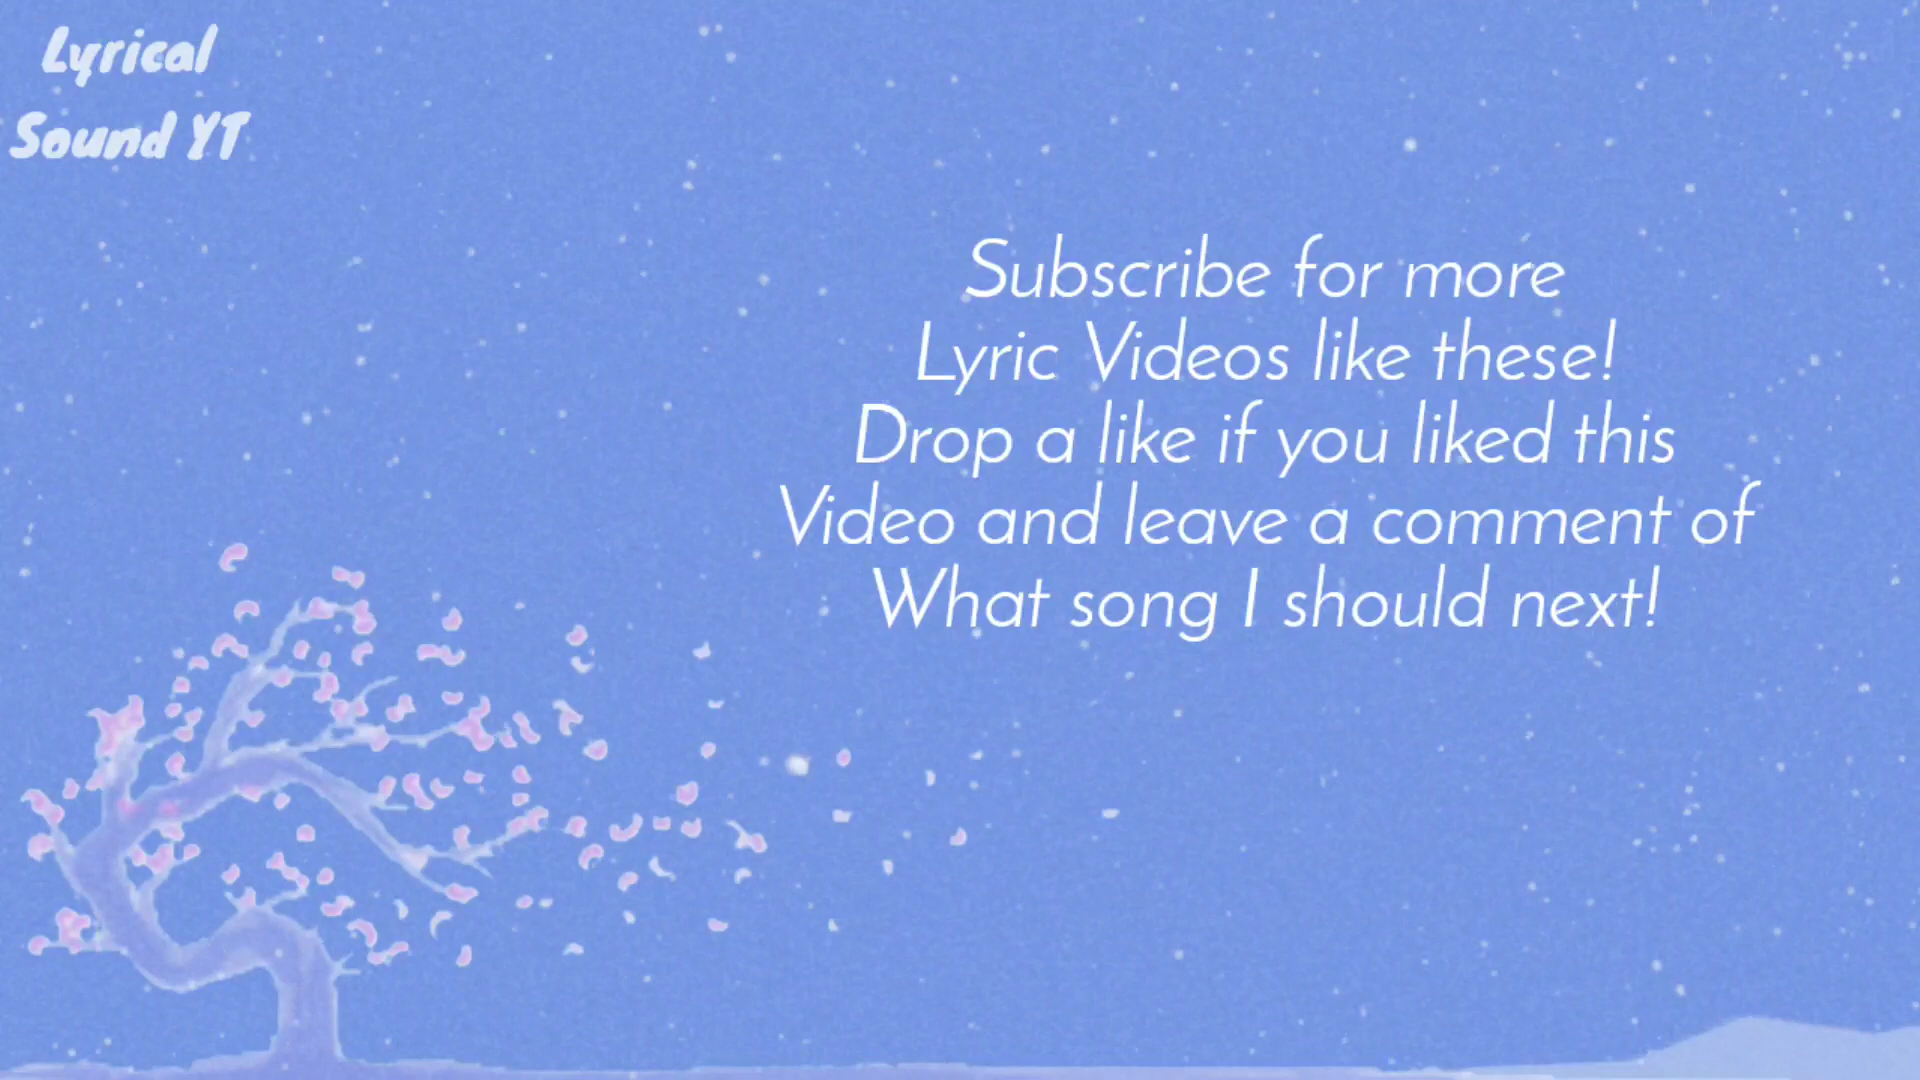 Lyrical
Sound YT
Subscribe for more
Lyric Videos like these!
Drop a like if you liked this
Video and leave a comment of
What song I should next!